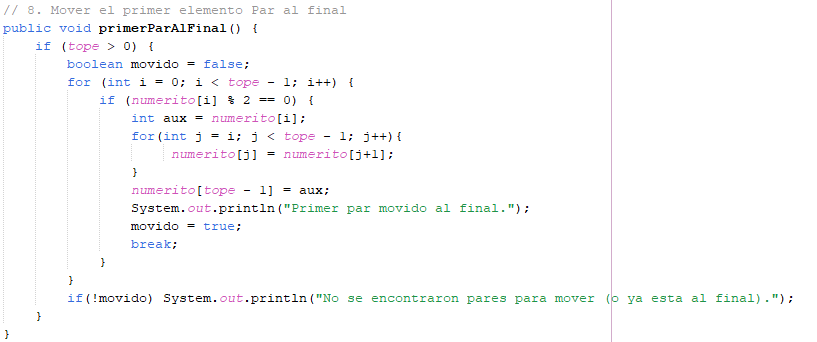 // 8. Mover el primer elemento Par al final
public void primerParAlFinal() {
    if (tope > 0) {
        boolean movido = false;
        for (int i = 0; i < tope - 1; i++) {
            if (numerito[i] % 2 == 0) {
                int aux = numerito[i];
                for(int j = i; j < tope - 1; j++){
                     numerito[j] = numerito[j+1];
                }
                numerito[tope - 1] = aux;
                System.out.println("Primer par movido al final.");
                movido = true;
                break;
            }
        }
        if(!movido) System.out.println("No se encontraron pares para mover (o ya esta al final).");
    }
}